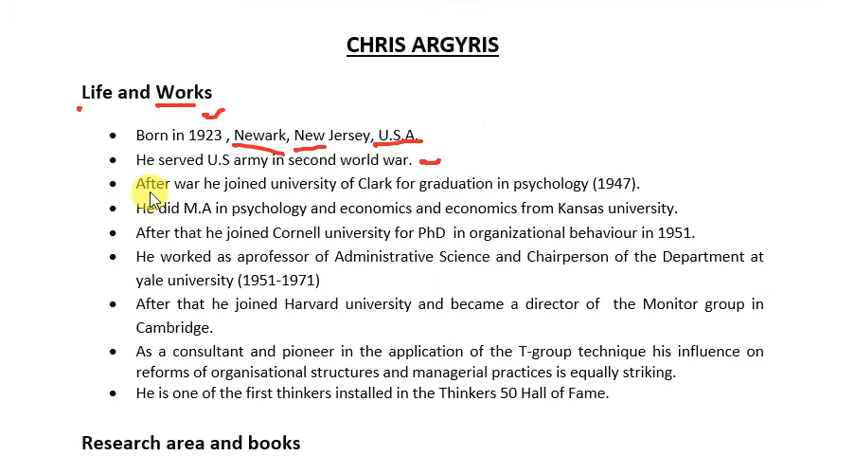 CHRIS ARGYRIS
Life and Works
• Born in 1923 , Newark, New Jersey, U.S.A.
• He served U.S army in second world war.
• After war he joined university of Clark for graduation in psychology (1947).
• He did M.A in psychology and economics and economics from Kansas university.
• After that he joined Cornell university for PhD in organizational behaviour in 1951.
• He worked as aprofessor of Administrative Science and Chairperson of the Department at
yale university (1951-1971)
• After that he joined Harvard university and became a director of the Monitor group in
Cambridge.
• As a consultant and pioneer in the application of the T-group technique his influence on
reforms of organisational structures and managerial practices is equally striking.
• He is one of the first thinkers installed in the Thinkers 50 Hall of Fame.
Research area and books